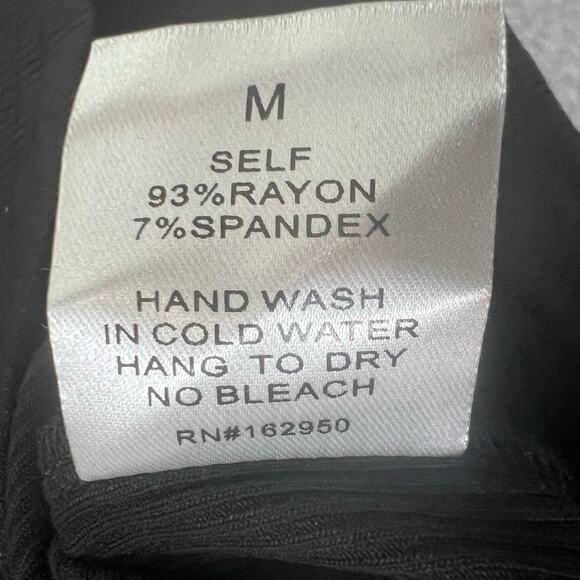 M
SELF
93%RAYON
7%SPANDEX
HAND WASH
IN COLD WATER
HANG TO DRY
NO BLEACH
RN#162950